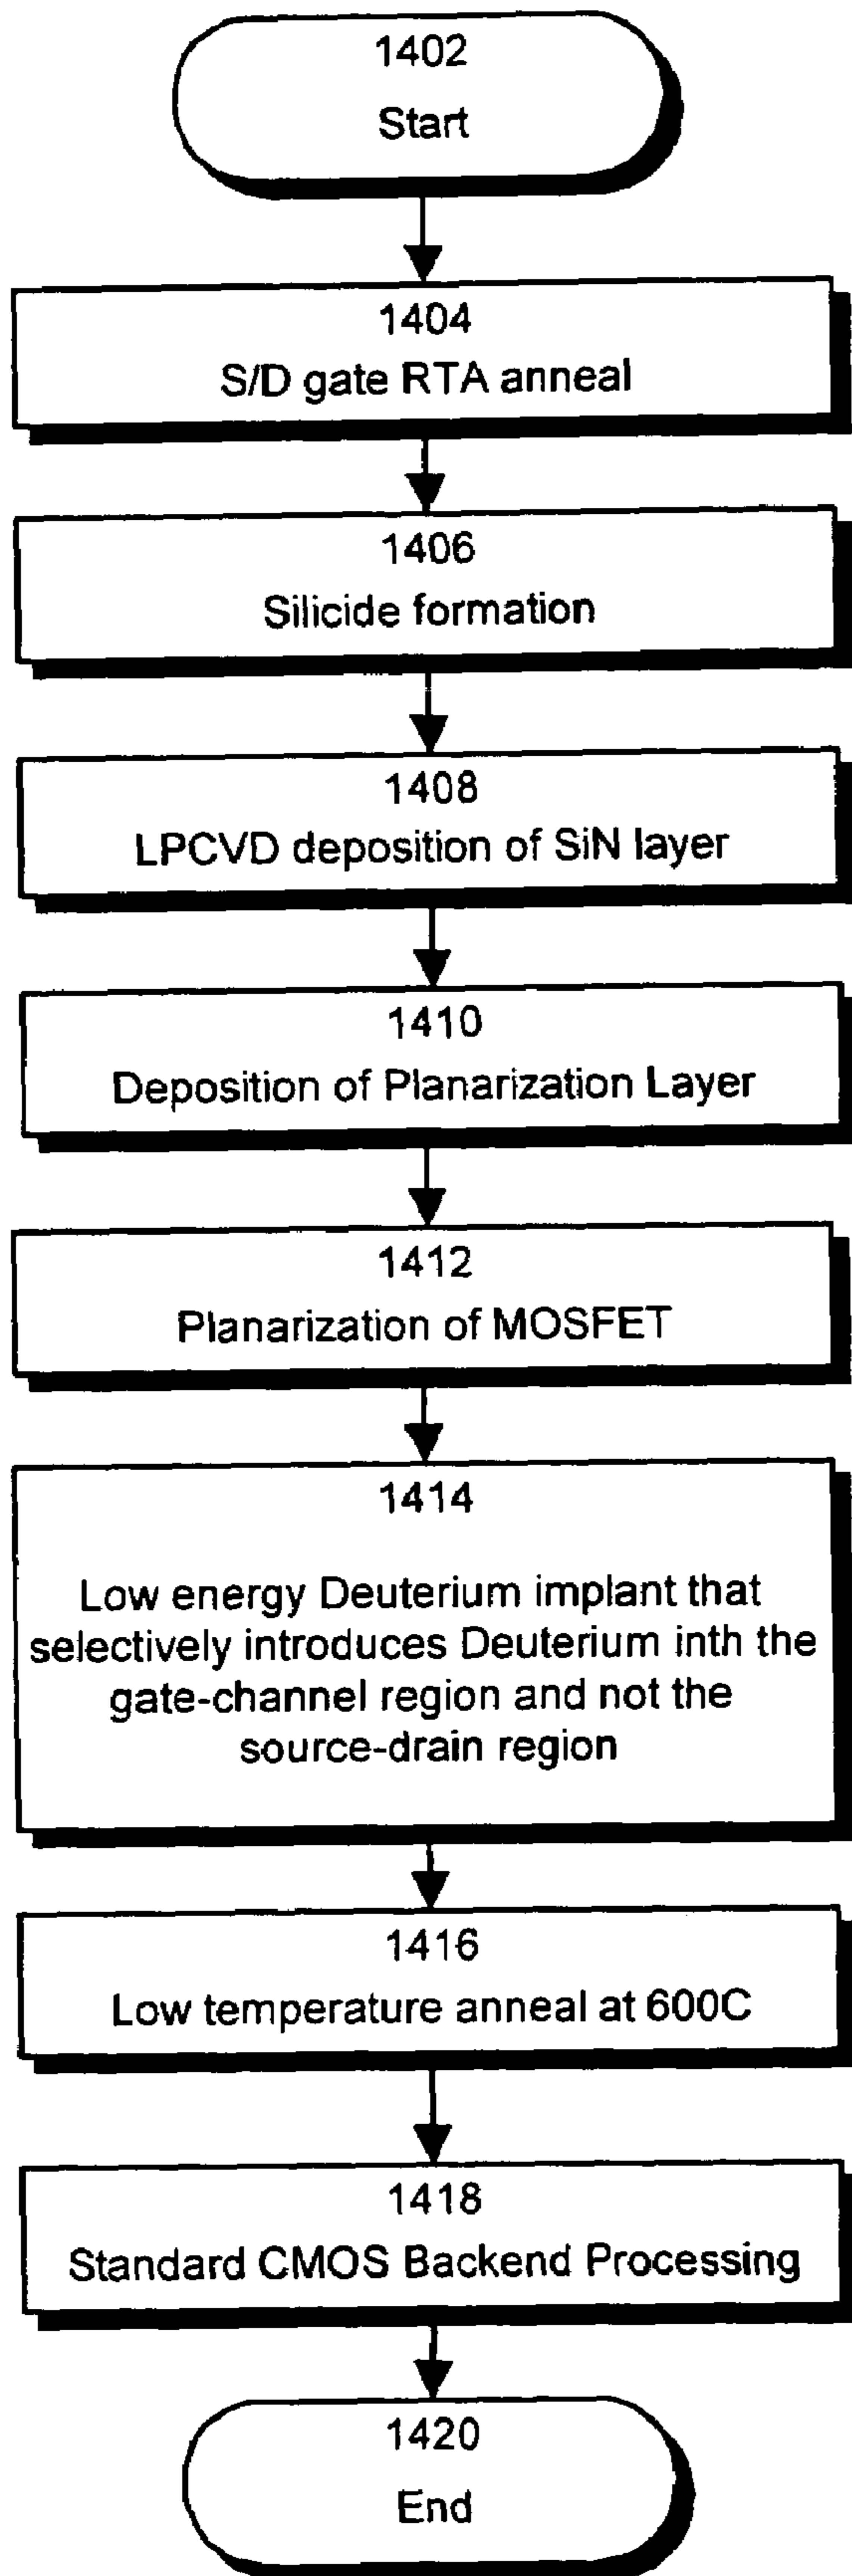 1402
Start
1404
S/D gate RTA anneal
1406
Silicide formation
1408
LPCVD deposition of SiN layer
1410
Deposition of Planarization Layer
1412
Planarization of MOSFET
1414
Low energy Deuterium implant that
selectively introduces Deuterium inth the
gate-channel region and not the
source-drain region
1416
Low temperature anneal at 600C
1418
Standard CMOS Backend Processing
1420
End